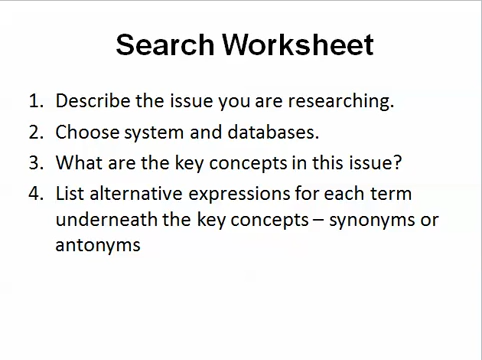 Search Worksheet
1. Describe the issue you are researching.
2. Choose system and databases.
3. What are the key concepts in this issue?
4. List alternative expressions for each term
underneath the key concepts – synonyms or
antonyms